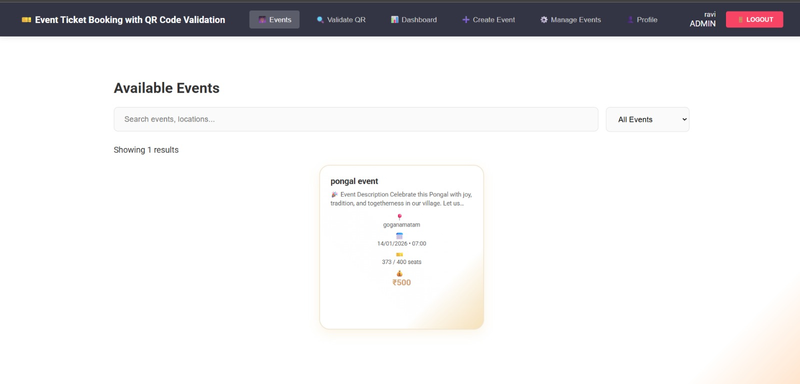 🎫 Event Ticket Booking with QR Code Validation
Events
🔍 Validate QR
📊 Dashboard
➕ Create Event
⚙️ Manage Events
👤 Profile
ravi
ADMIN
🚪 LOGOUT
Available Events
Search events, locations...
All Events
Showing 1 results
pongal event
🎉 Event Description Celebrate this Pongal with joy,
tradition, and togetherness in our village. Let us...
📍
goganamatam
🗓️
14/01/2026 • 07:00
🎫
373 / 400 seats
💰
₹500